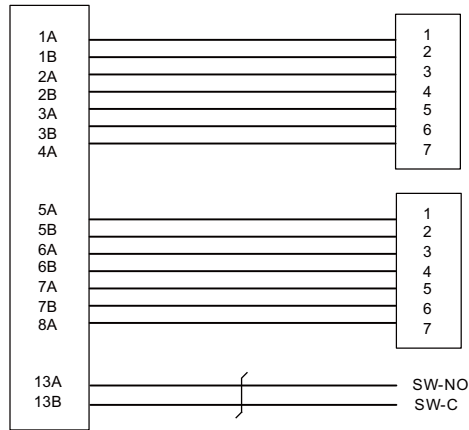 1A 1
1B 2
2A 3
2B 4
3A 5
3B 6
4A 7
5A 1
5B 2
6A 3
6B 4
7A 5
7B 6
8A 7
13A SW-NO
13B SW-C